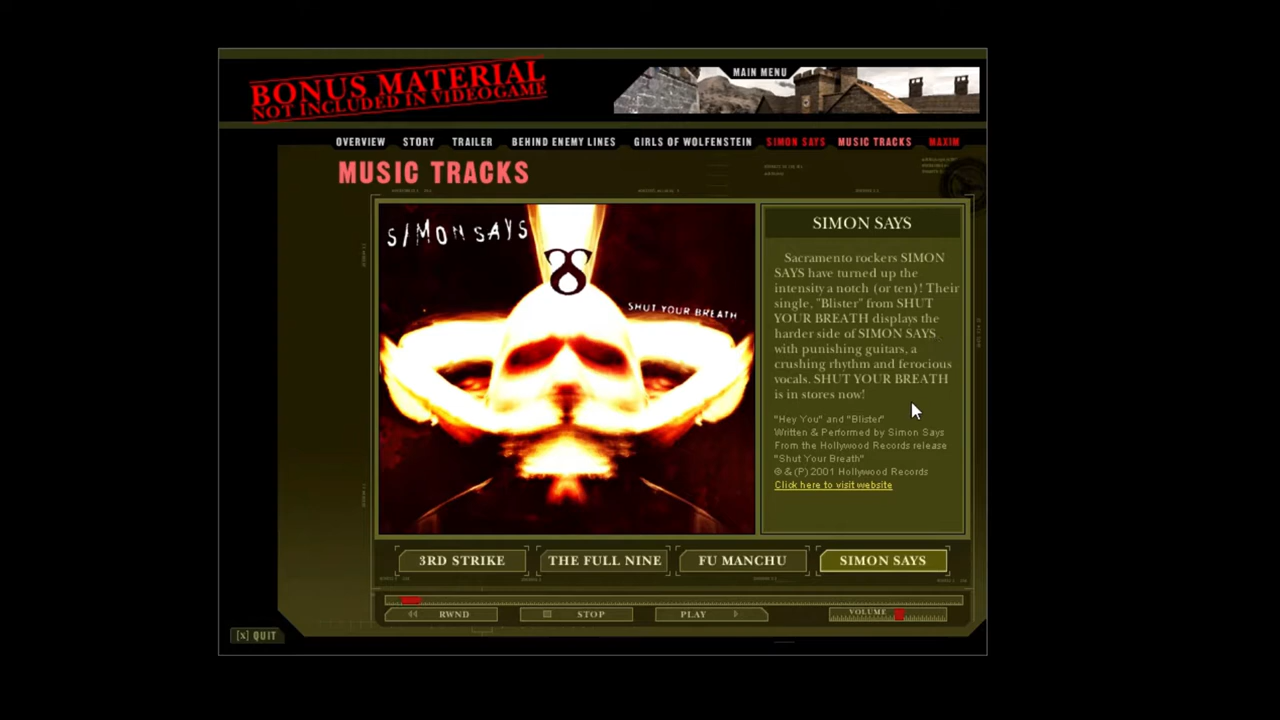 BONUS MATERIAL
NOT INCLUDED IN VIDEOGAME
MAIN MENU
OVERVIEW STORY TRAILER BEHIND ENEMY LINES GIRLS OF WOLFENSTEIN SIMON SAYS MUSIC TRACKS MAXIM
MUSIC TRACKS
SIMON SAYS
SHUT YOUR BREATH
SIMON SAYS
Sacramento rockers SIMON
SAYS have turned up the
intensity a notch (or ten)! Their
single, "Blister" from SHUT
YOUR BREATH displays the
harder side of SIMON SAYS
with punishing guitars, a
crushing rhythm and ferocious
vocals. SHUT YOUR BREATH
is in stores now!
"Hey You" and "Blister"
Written & Performed by Simon Says
From the Hollywood Records release
"Shut Your Breath"
© & (P) 2001 Hollywood Records
Click here to visit website
3RD STRIKE THE FULL NINE FU MANCHU SIMON SAYS
RWND STOP PLAY VOLUME
[x] QUIT